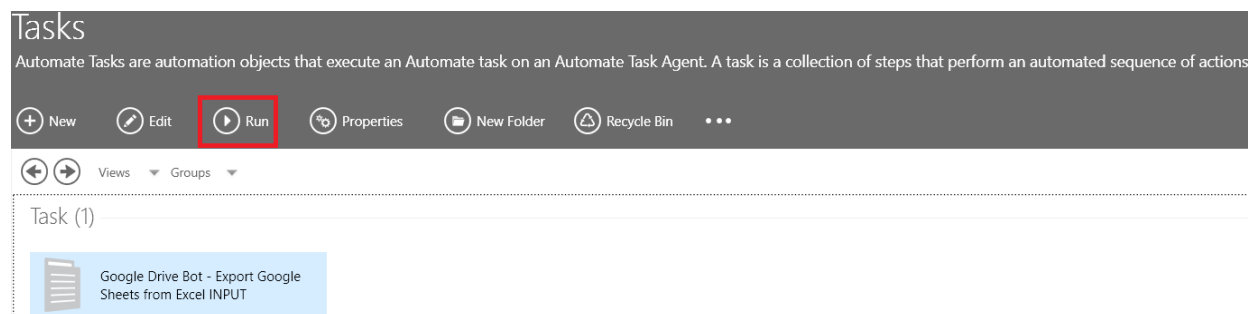 Tasks
Automate Tasks are automation objects that execute an Automate task on an Automate Task Agent. A task is a collection of steps that perform an automated sequence of actions
New Edit Run Properties New Folder Recycle Bin
Views Groups
Task (1)
Google Drive Bot - Export Google
Sheets from Excel INPUT